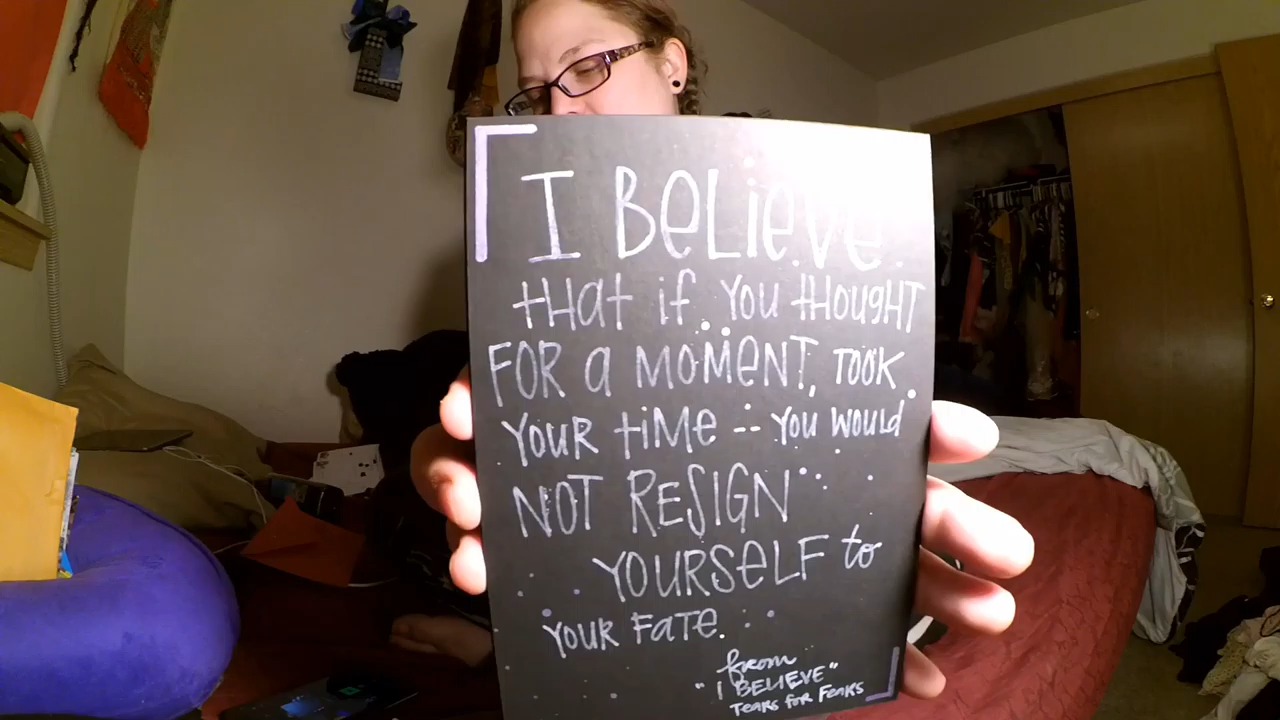 I BeLieve
tHat if You tHOUgHT
FOR a MOMENT, TOOK
YOUR tiMe -- You Would
NOT RESIGN
YOURSeLF to
YOUR FaTe.
from
"I BELIEVE"
Tears for Fears